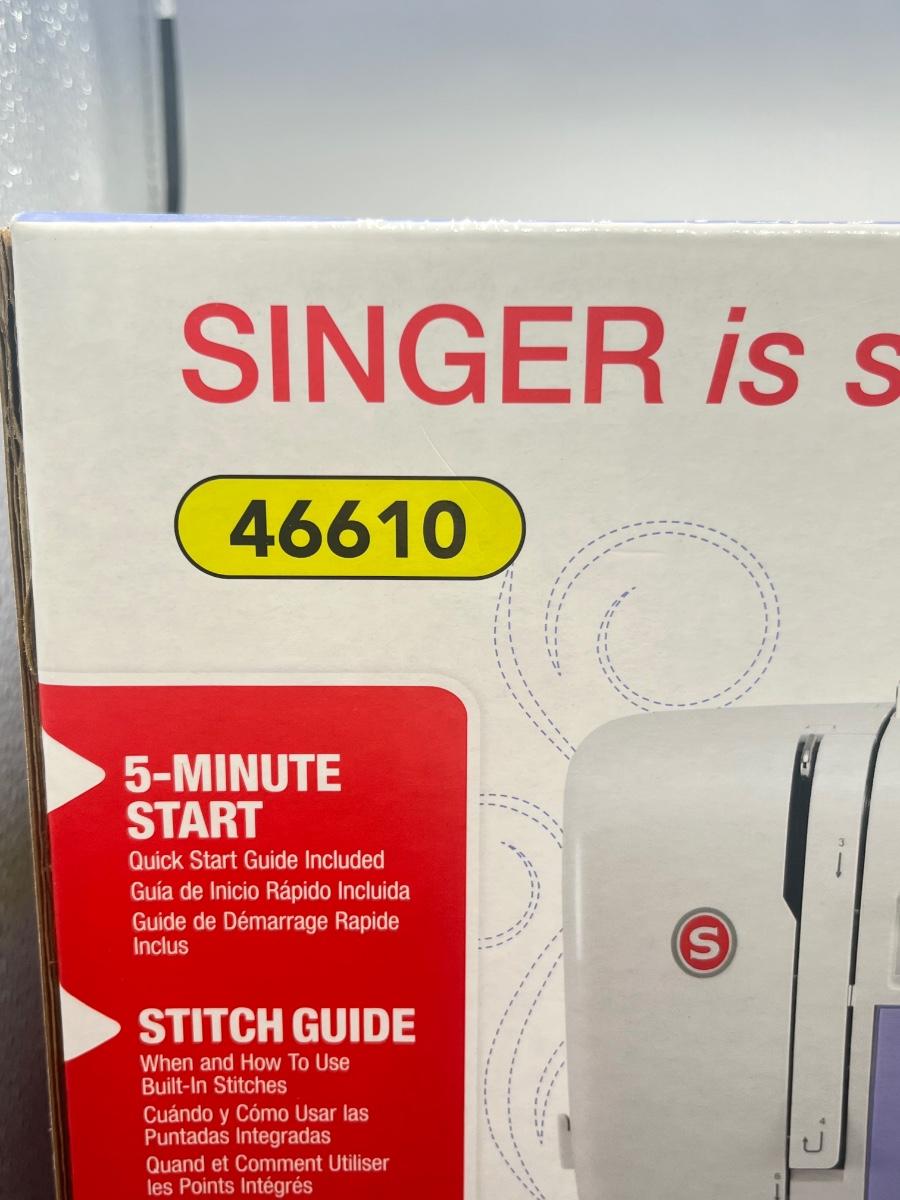 SINGER is s
46610
5-MINUTE
START
Quick Start Guide Included
Guía de Inicio Rápido Incluida
Guide de Démarrage Rapide
Inclus
S
3
STITCH GUIDE
When and How To Use
Built-In Stitches
Cuándo y Cómo Usar las
Puntadas Integradas
4
Quand et Comment Utiliser
les Points Intégrés